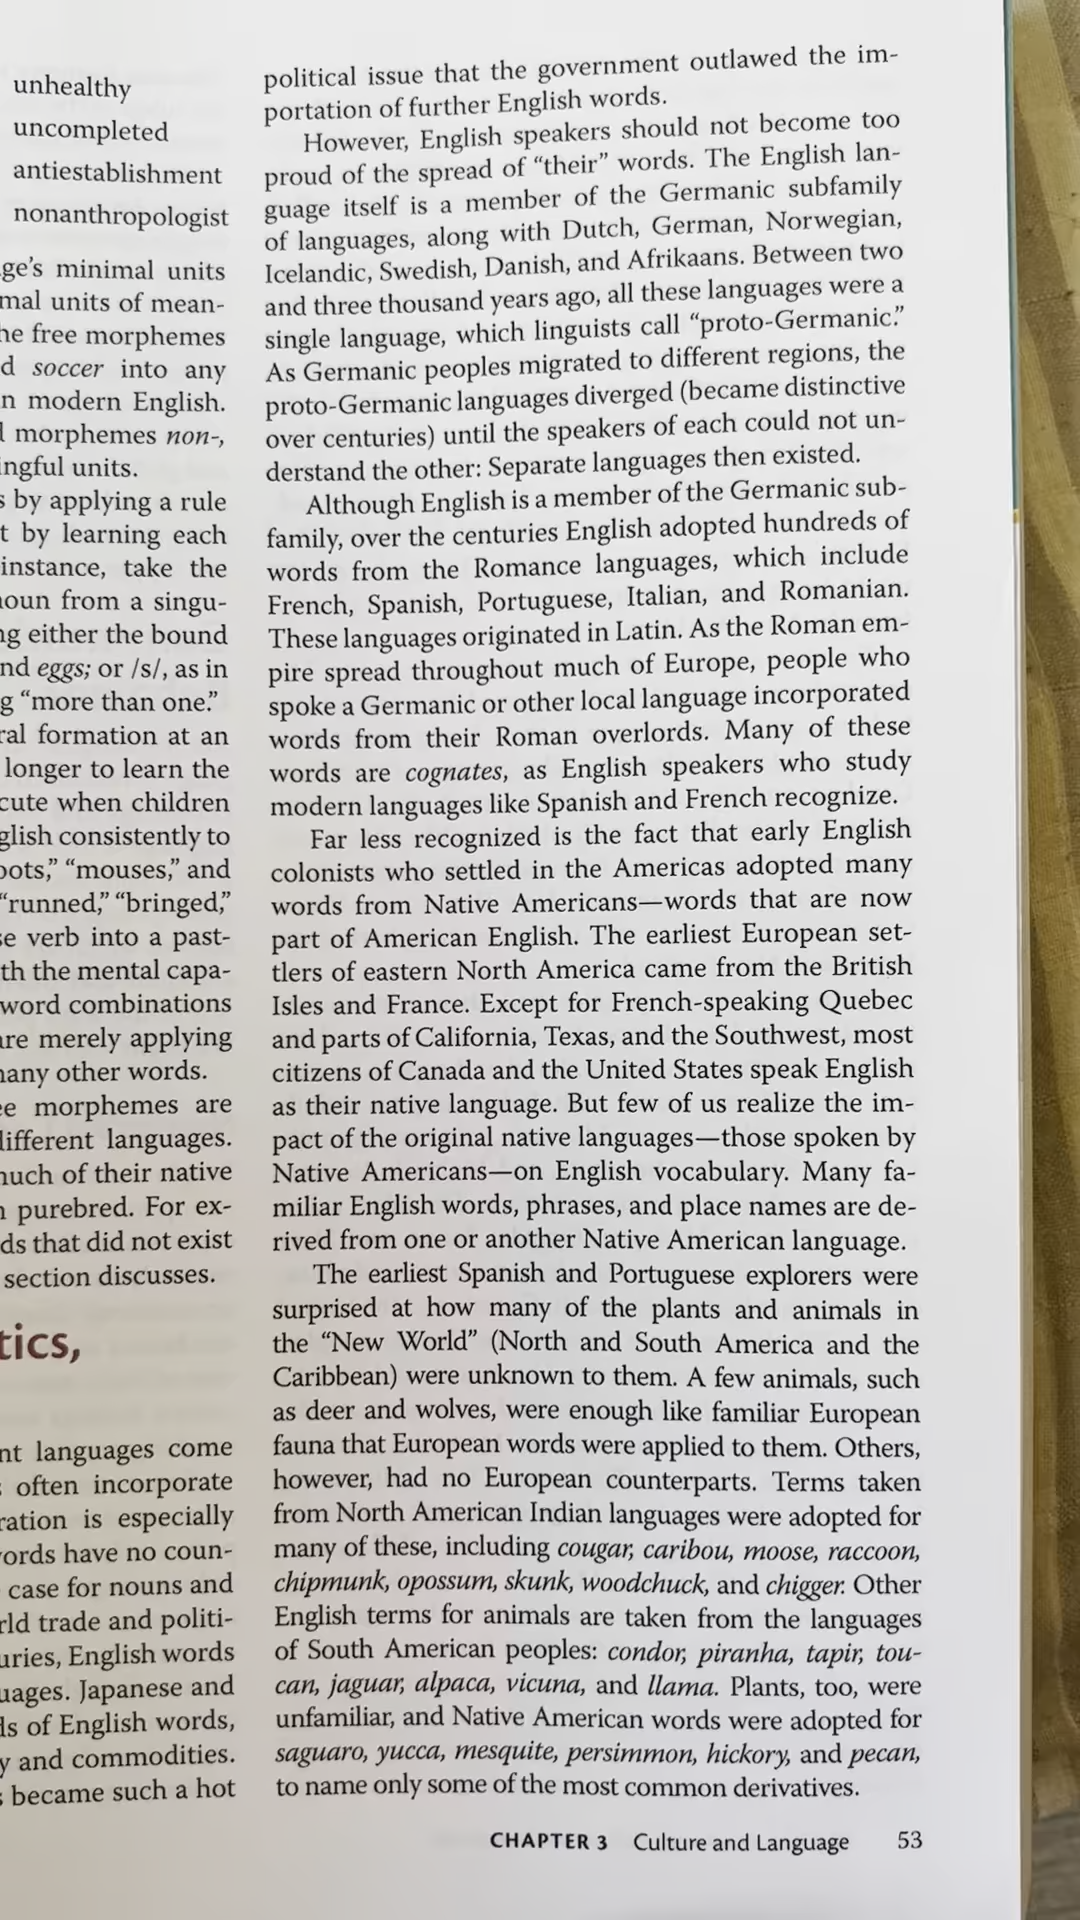 unhealthy
uncompleted
antiestablishment
nonanthropologist
minimal units
units of mean-
free morphemes
soccer into any
modern English.
morphemes non-,
units.
by applying a rule
by learning each
instance, take the
from a singu-
either the bound
eggs; or /s/, as in
“more than one.”
formation at an
longer to learn the
when children
consistently to
“mouses,” and
“runned,” “bringed,”
verb into a past-
the mental capa-
word combinations
merely applying
other words.
morphemes are
languages.
of their native
purebred. For ex-
that did not exist
section discusses.
languages come
often incorporate
is especially
have no coun-
case for nouns and
trade and politi-
English words
Japanese and
of English words,
and commodities.
became such a hot
political issue that the government outlawed the im-
portation of further English words.
However, English speakers should not become too
proud of the spread of “their” words. The English lan-
guage itself is a member of the Germanic subfamily
of languages, along with Dutch, German, Norwegian,
Icelandic, Swedish, Danish, and Afrikaans. Between two
and three thousand years ago, all these languages were a
single language, which linguists call “proto-Germanic.”
As Germanic peoples migrated to different regions, the
proto-Germanic languages diverged (became distinctive
over centuries) until the speakers of each could not un-
derstand the other: Separate languages then existed.
Although English is a member of the Germanic sub-
family, over the centuries English adopted hundreds of
words from the Romance languages, which include
French, Spanish, Portuguese, Italian, and Romanian.
These languages originated in Latin. As the Roman em-
pire spread throughout much of Europe, people who
spoke a Germanic or other local language incorporated
words from their Roman overlords. Many of these
words are cognates, as English speakers who study
modern languages like Spanish and French recognize.
Far less recognized is the fact that early English
colonists who settled in the Americas adopted many
words from Native Americans—words that are now
part of American English. The earliest European set-
tlers of eastern North America came from the British
Isles and France. Except for French-speaking Quebec
and parts of California, Texas, and the Southwest, most
citizens of Canada and the United States speak English
as their native language. But few of us realize the im-
pact of the original native languages—those spoken by
Native Americans—on English vocabulary. Many fa-
miliar English words, phrases, and place names are de-
rived from one or another Native American language.
The earliest Spanish and Portuguese explorers were
surprised at how many of the plants and animals in
the “New World” (North and South America and the
Caribbean) were unknown to them. A few animals, such
as deer and wolves, were enough like familiar European
fauna that European words were applied to them. Others,
however, had no European counterparts. Terms taken
from North American Indian languages were adopted for
many of these, including cougar, caribou, moose, raccoon,
chipmunk, opossum, skunk, woodchuck, and chigger. Other
English terms for animals are taken from the languages
of South American peoples: condor, piranha, tapir, tou-
can, jaguar, alpaca, vicuna, and llama. Plants, too, were
unfamiliar, and Native American words were adopted for
saguaro, yucca, mesquite, persimmon, hickory, and pecan,
to name only some of the most common derivatives.
CHAPTER 3 Culture and Language 53